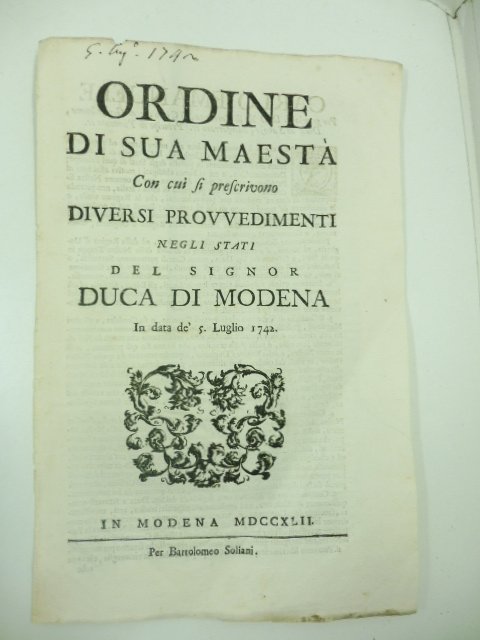 1742
ORDINE
DI SUA MAESTÀ
Con cui ſi preſcrivono
DIVERSI PROVVEDIMENTI
NEGLI STATI
DEL SIGNOR
DUCA DI MODENA
In data de' 5. Luglio 1742.
IN MODENA MDCCXLII.
Per Bartolomeo Soliani.